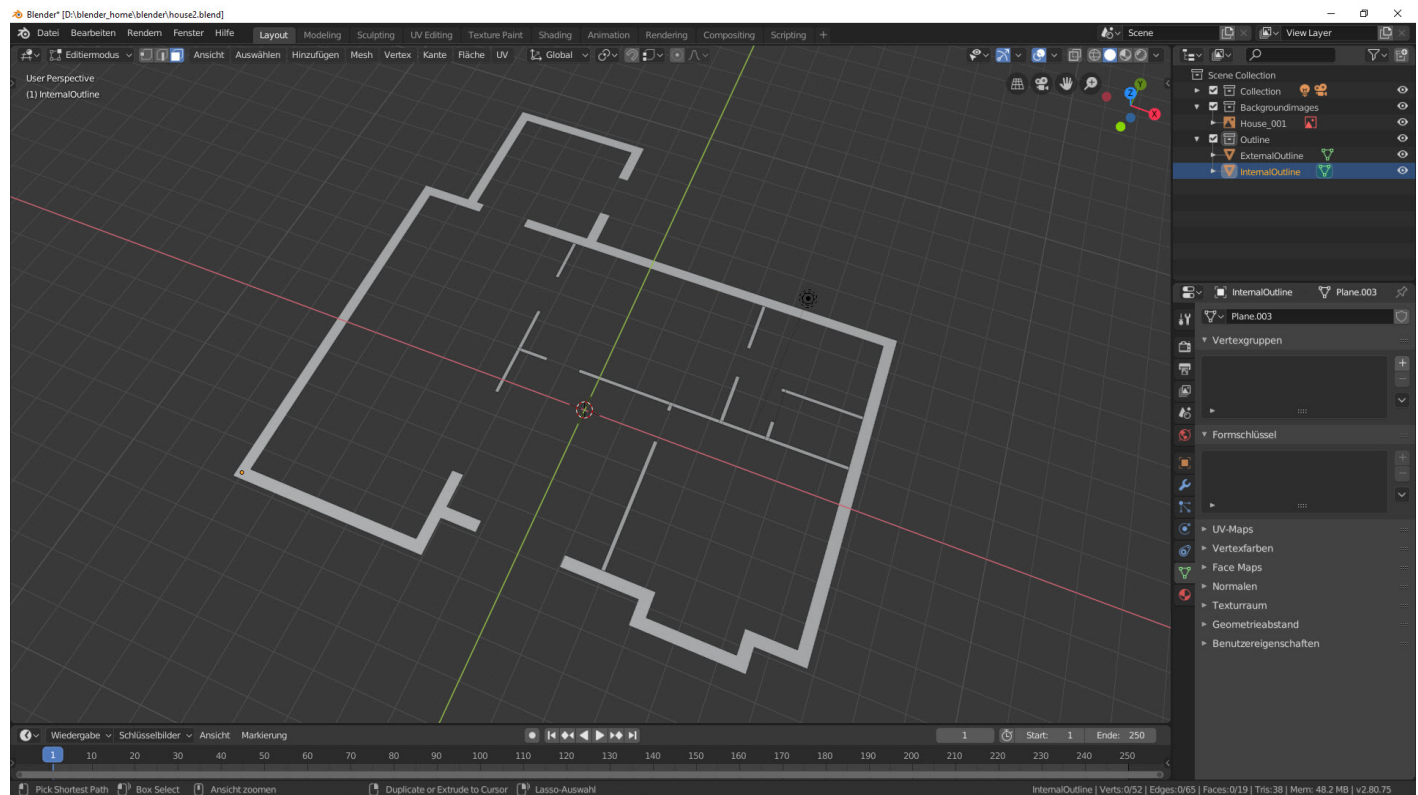 Blender* [D:\blender_home\blender\house2.blend]
Datei Bearbeiten Rendern Fenster Hilfe Layout Modeling Sculpting UV Editing Texture Paint Shading Animation Rendering Compositing Scripting + Scene View Layer
Editiermodus Ansicht Auswählen Hinzufügen Mesh Vertex Kante Fläche UV Global
User Perspective
(1) InternalOutline
Z
Y
X
Scene Collection
Collection
Backgroundimages
House_001
Outline
ExternalOutline
InternalOutline
InternalOutline Plane.003
Plane.003
Vertexgruppen
Formschlüssel
UV-Maps
Vertexfarben
Face Maps
Normalen
Texturraum
Geometrieabstand
Benutzereigenschaften
Wiedergabe Schlüsselbilder Ansicht Markierung 1 Start: 1 Ende: 250
1 10 20 30 40 50 60 70 80 90 100 110 120 130 140 150 160 170 180 190 200 210 220 230 240 250
Pick Shortest Path Box Select Ansicht zoomen Duplicate or Extrude to Cursor Lasso-Auswahl InternalOutline | Verts:0/52 | Edges:0/65 | Faces:0/19 | Tris:38 | Mem: 48.2 MB | v2.80.75